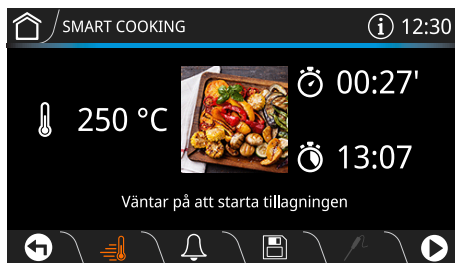 SMART COOKING
12:30
250 °C
00:27'
13:07
Väntar på att starta tillagningen